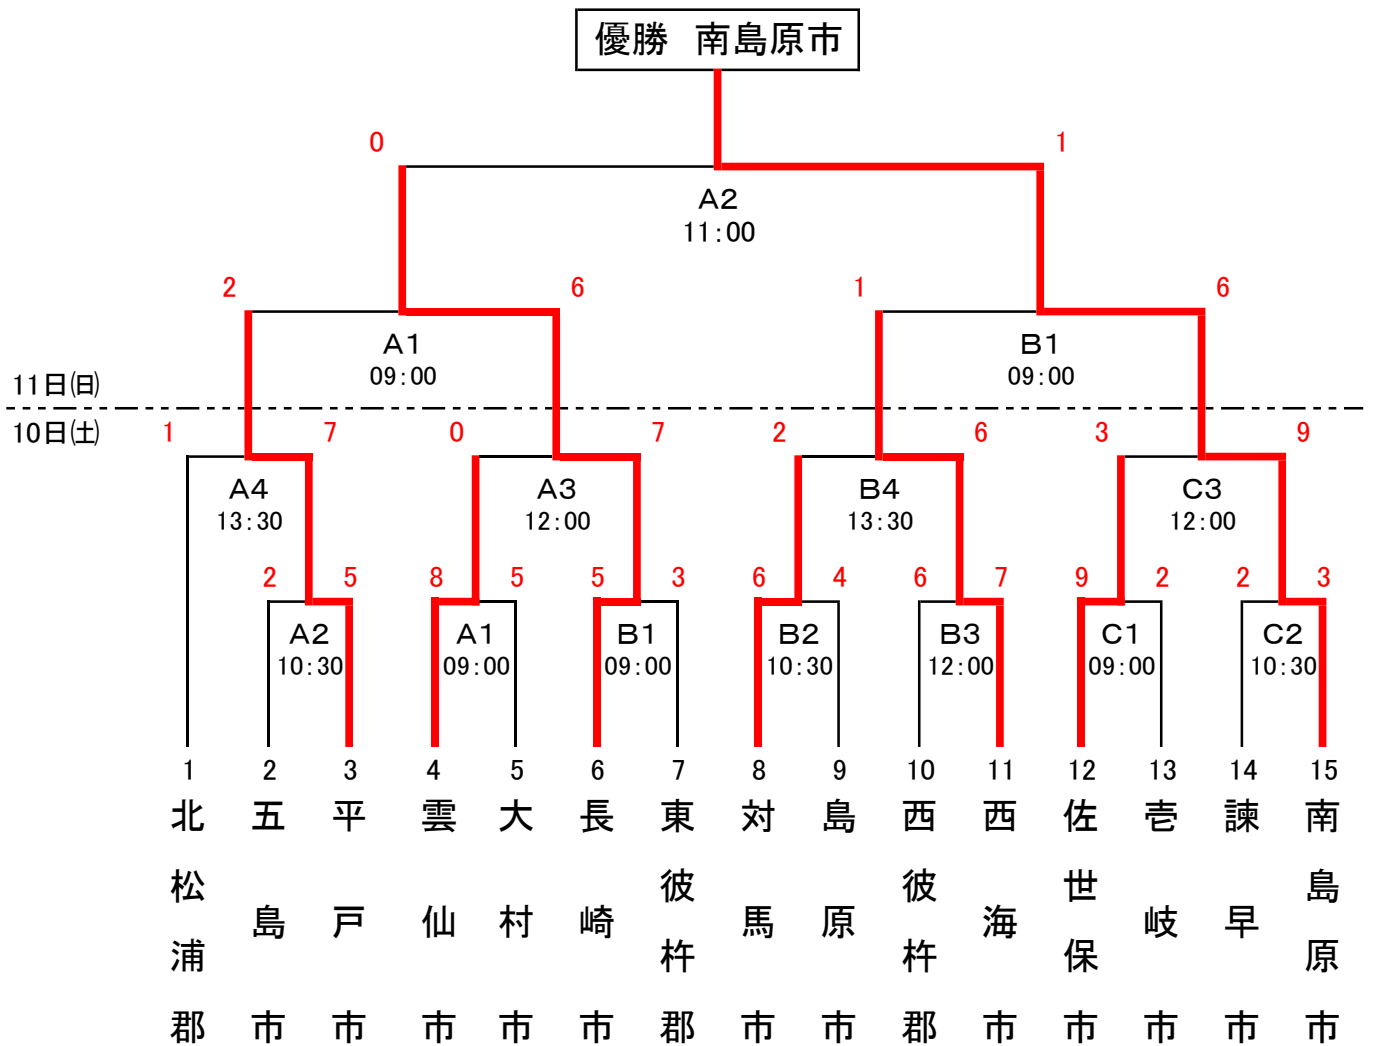 優勝　南島原市
0 1
A2
11:00
2 6 1 6
A1 B1
09:00 09:00
11日(日)
10日(土)
1 7 0 7 2 6 3 9
A4 A3 B4 C3
13:30 12:00 13:30 12:00
2 5 8 5 5 3 6 4 6 7 9 2 2 3
A2 A1 B1 B2 B3 C1 C2
10:30 09:00 09:00 10:30 12:00 09:00 10:30
1 2 3 4 5 6 7 8 9 10 11 12 13 14 15
北松浦郡
五島市
平戸市
雲仙市
大村市
長崎市
東彼杵郡
対馬市
島原市
西彼杵郡
西海市
佐世保市
壱岐市
諫早市
南島原市